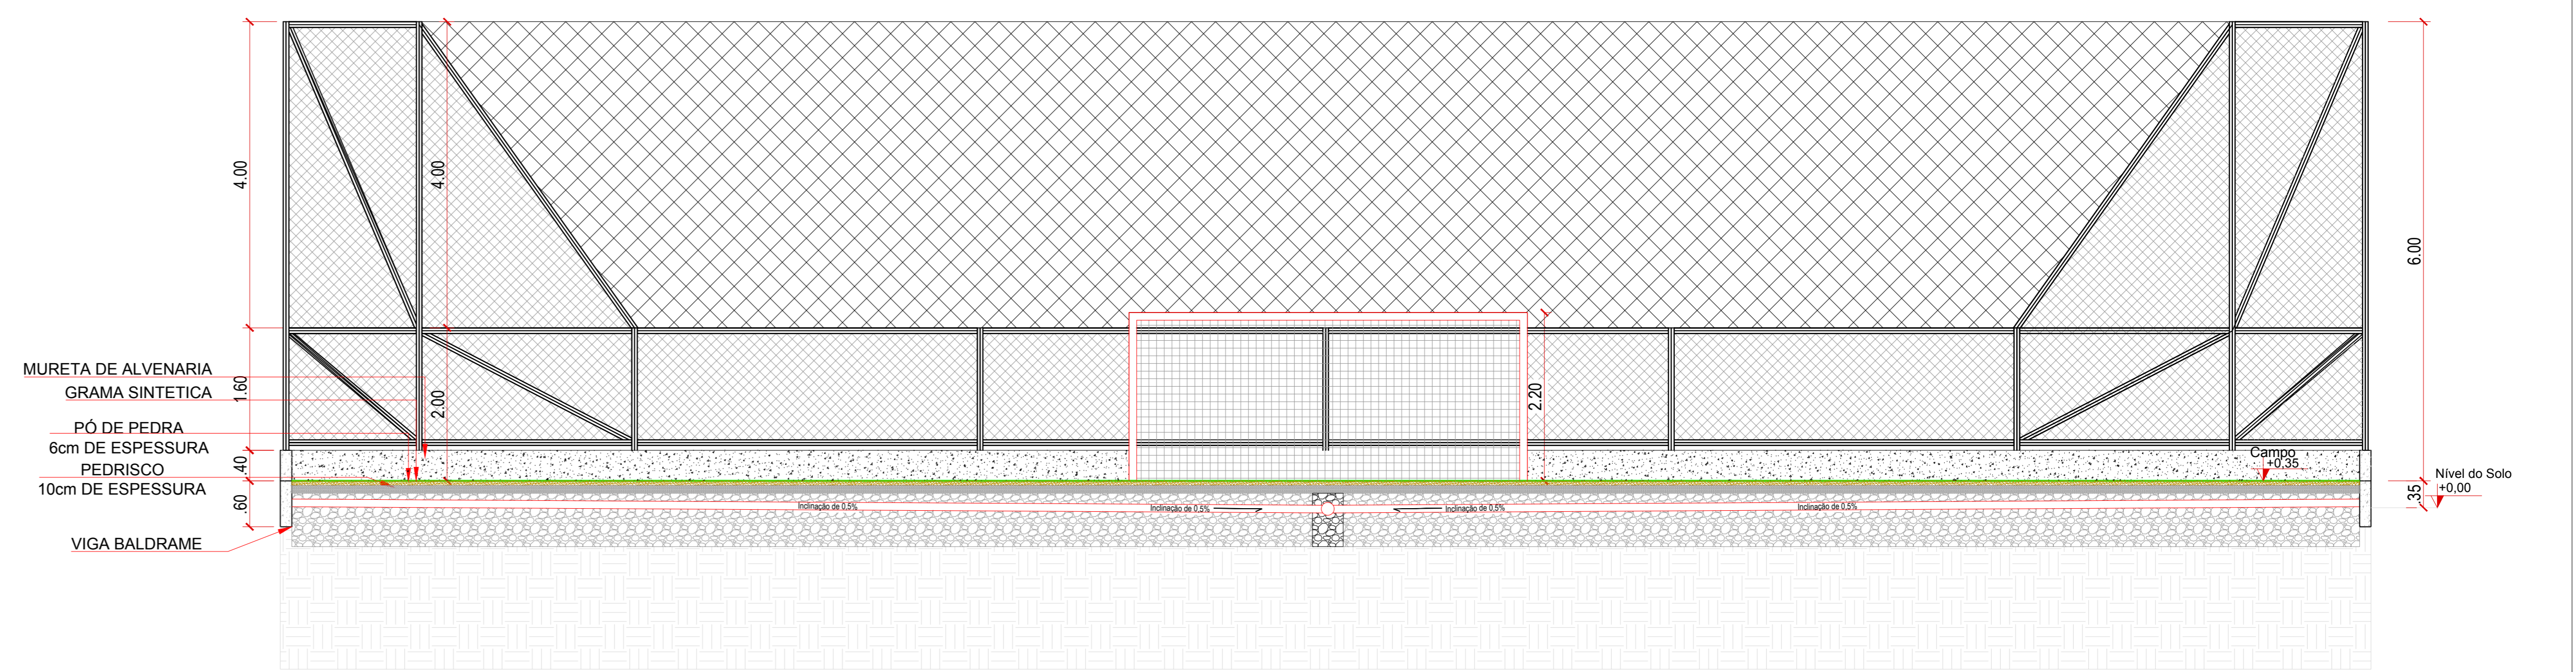 4.00
4.00
6.00
MURETA DE ALVENARIA
GRAMA SINTETICA
1.60
2.00
2.20
PÓ DE PEDRA
6cm DE ESPESSURA
PEDRISCO
10cm DE ESPESSURA
.40
.60
Campo
+0,35
Nível do Solo
+0,00
.35
Inclinação de 0,5%
Inclinação de 0,5%
Inclinação de 0,5%
Inclinação de 0,5%
VIGA BALDRAME